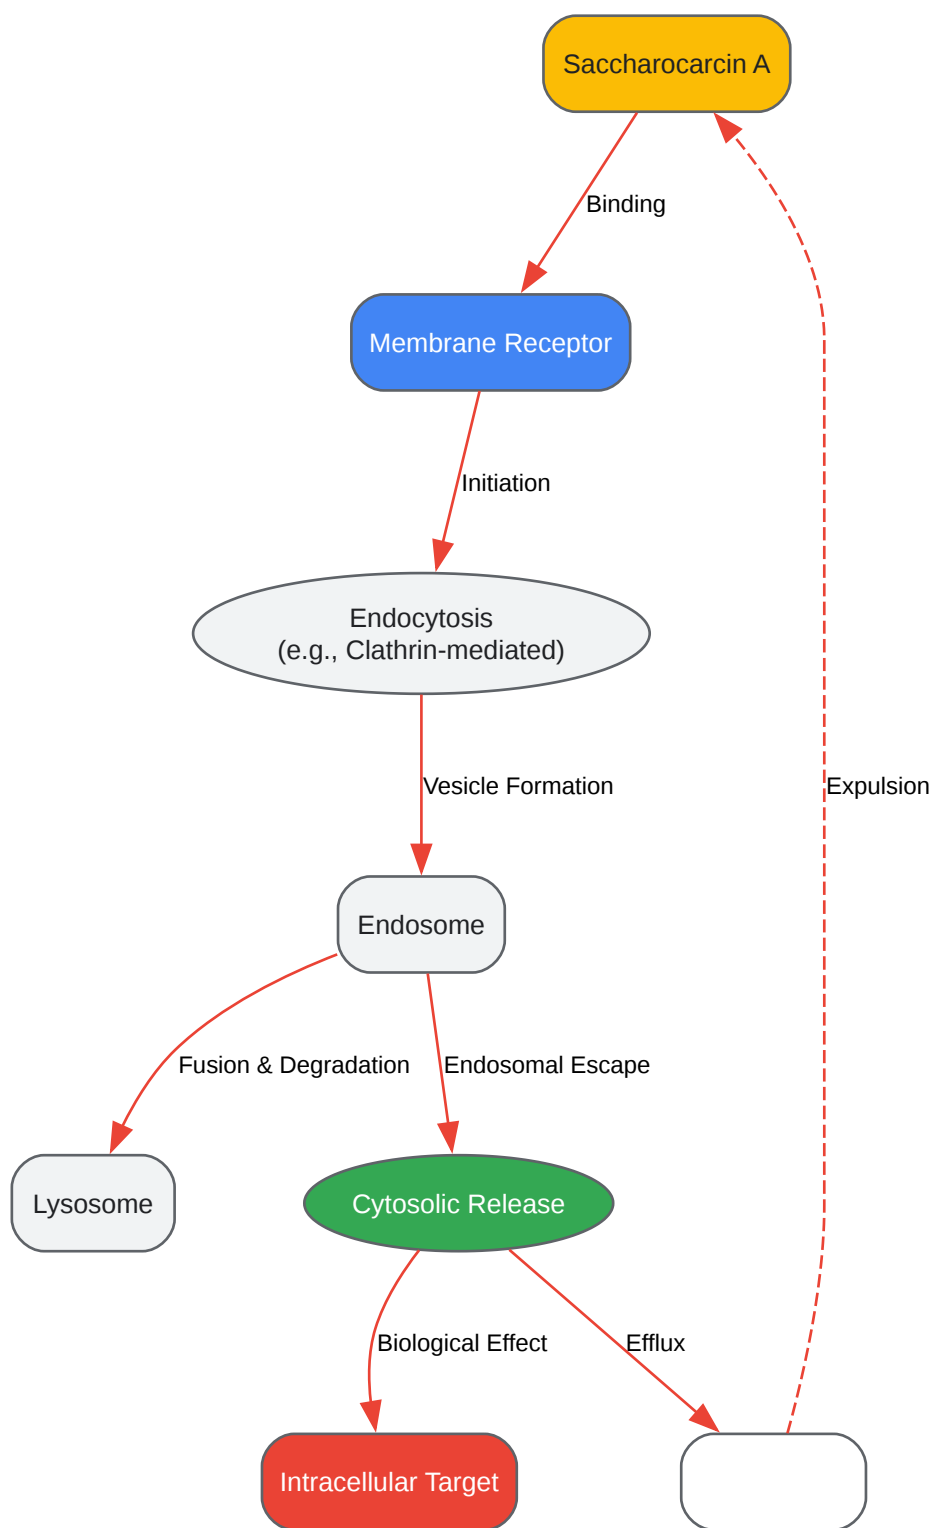 Saccharocarcin A
Binding
Membrane Receptor
Initiation
Endocytosis
(e.g., Clathrin-mediated)
Vesicle Formation
Expulsion
Endosome
Fusion & Degradation
Endosomal Escape
Lysosome
Cytosolic Release
Biological Effect
Efflux
Intracellular Target